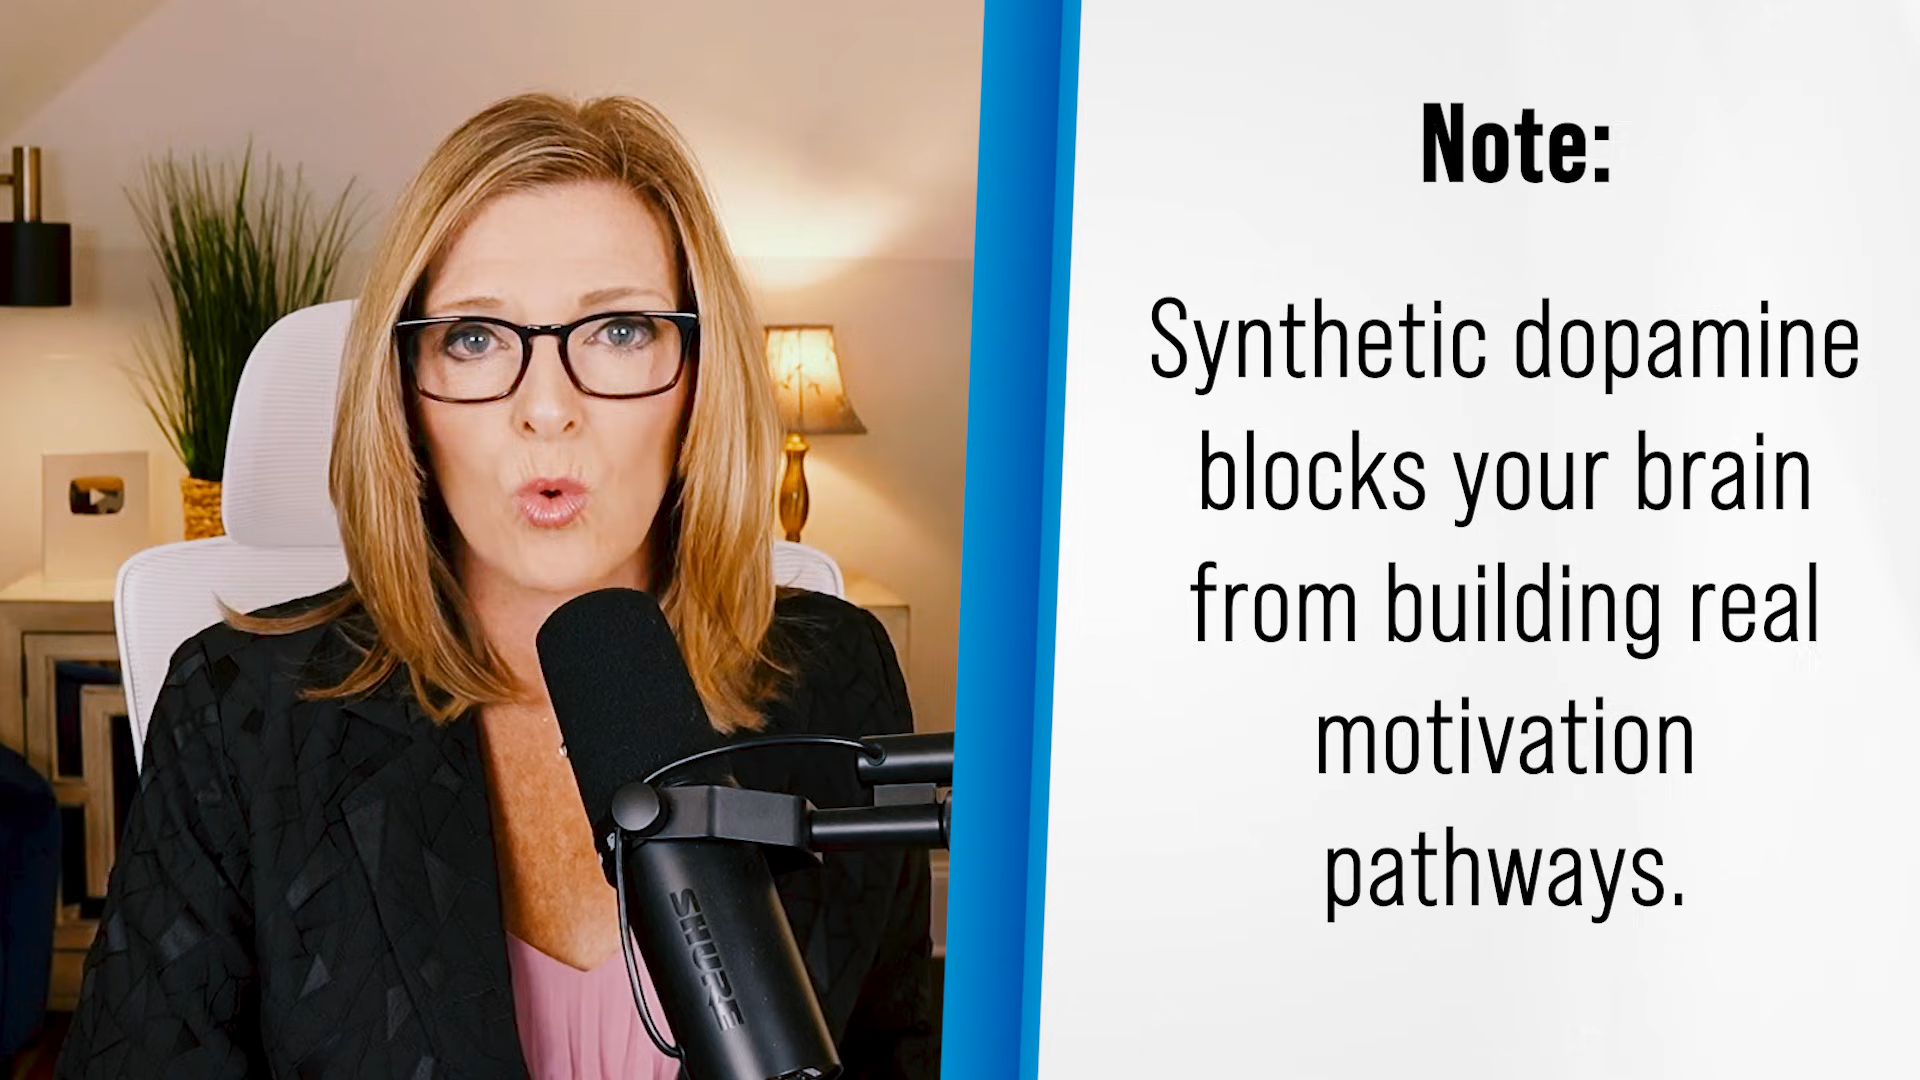 Note:
Synthetic dopamine
blocks your brain
from building real
motivation
pathways.
SHURE